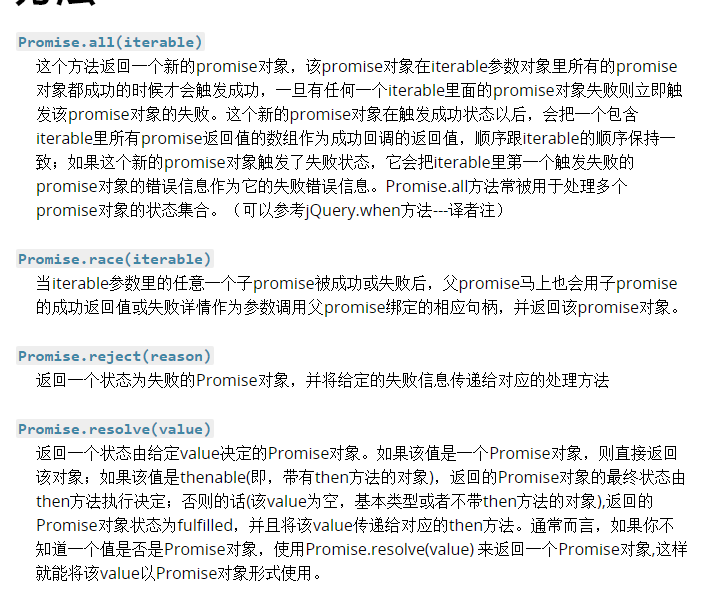 Promise.all(iterable)
这个方法返回一个新的promise对象，该promise对象在iterable参数对象里所有的promise
对象都成功的时候才会触发成功，一旦有任何一个iterable里面的promise对象失败则立即触
发该promise对象的失败。这个新的promise对象在触发成功状态以后，会把一个包含
iterable里所有promise返回值的数组作为成功回调的返回值，顺序跟iterable的顺序保持一
致；如果这个新的promise对象触发了失败状态，它会把iterable里第一个触发失败的
promise对象的错误信息作为它的失败错误信息。Promise.all方法常被用于处理多个
promise对象的状态集合。（可以参考jQuery.when方法---译者注）
Promise.race(iterable)
当iterable参数里的任意一个子promise被成功或失败后，父promise马上也会用子promise
的成功返回值或失败详情作为参数调用父promise绑定的相应句柄，并返回该promise对象。
Promise.reject(reason)
返回一个状态为失败的Promise对象，并将给定的失败信息传递给对应的处理方法
Promise.resolve(value)
返回一个状态由给定value决定的Promise对象。如果该值是一个Promise对象，则直接返回
该对象；如果该值是thenable(即，带有then方法的对象)，返回的Promise对象的最终状态由
then方法执行决定；否则的话(该value为空，基本类型或者不带then方法的对象),返回的
Promise对象状态为fulfilled，并且将该value传递给对应的then方法。通常而言，如果你不
知道一个值是否是Promise对象，使用Promise.resolve(value) 来返回一个Promise对象,这样
就能将该value以Promise对象形式使用。